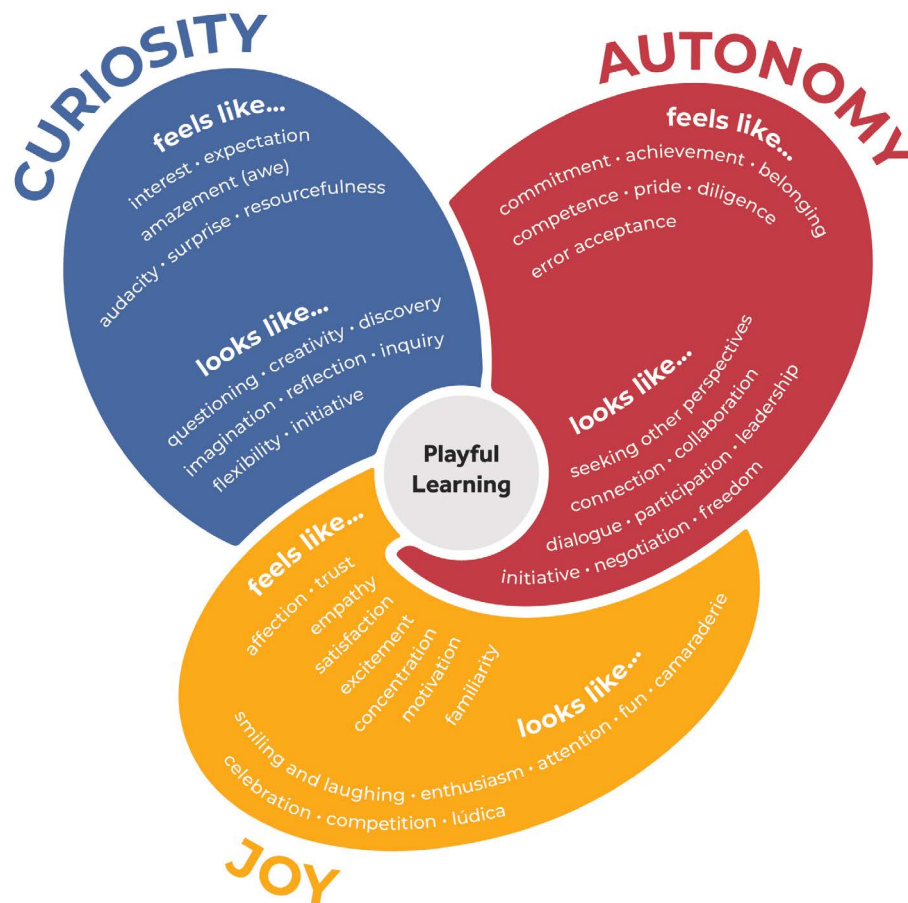 CURIOSITY
feels like...
interest • expectation
amazement (awe)
audacity • surprise • resourcefulness
looks like...
questioning • creativity • discovery
imagination • reflection • inquiry
flexibility • initiative
AUTONOMY
feels like...
commitment • achievement • belonging
competence • pride • diligence
error acceptance
looks like...
seeking other perspectives
connection • collaboration
dialogue • participation • leadership
initiative • negotiation • freedom
Playful
Learning
feels like...
affection • trust
empathy
satisfaction
excitement
concentration
motivation
familiarity
looks like...
smiling and laughing • enthusiasm • attention • fun • camaraderie
celebration • competition • lúdica
JOY